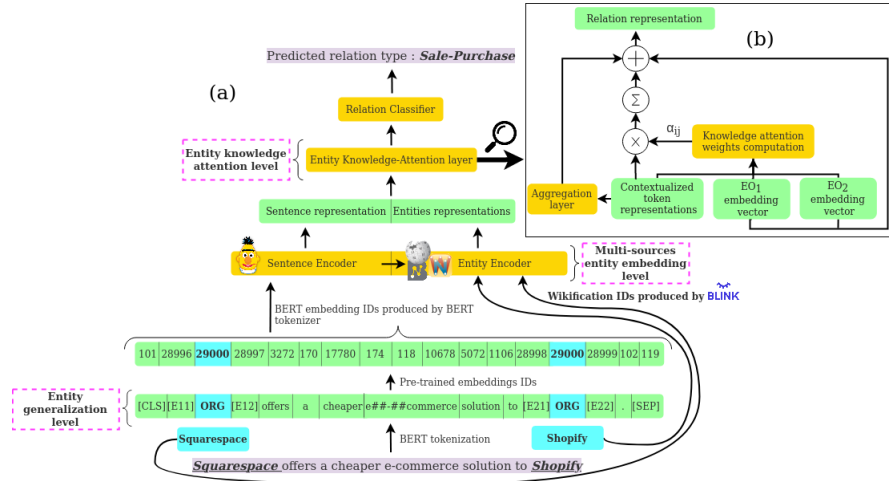 Relation representation
(b)
+
Predicted relation type : Sale-Purchase
(a)
Σ
Relation Classifier
αij
Knowledge attention
weights computation
Entity knowledge
attention level
Entity Knowledge-Attention layer
×
Aggregation
layer
Contextualized
token
representations
EO1
embedding
vector
EO2
embedding
vector
Sentence representation
Entities representations
Sentence Encoder
W
Entity Encoder
Multi-sources
entity embedding
level
Wikification IDs produced by BLINK
BERT embedding IDs produced by BERT
tokenizer
101 28996 29000 28997 3272 170 17780 174 118 10678 5072 1106 28998 29000 28999 102 119
Pre-trained embeddings IDs
Entity
generalization
level
[CLS] [E11] ORG [E12] offers a cheaper e##-##commerce solution to [E21] ORG [E22] . [SEP]
Squarespace
BERT tokenization
Shopify
Squarespace offers a cheaper e-commerce solution to Shopify